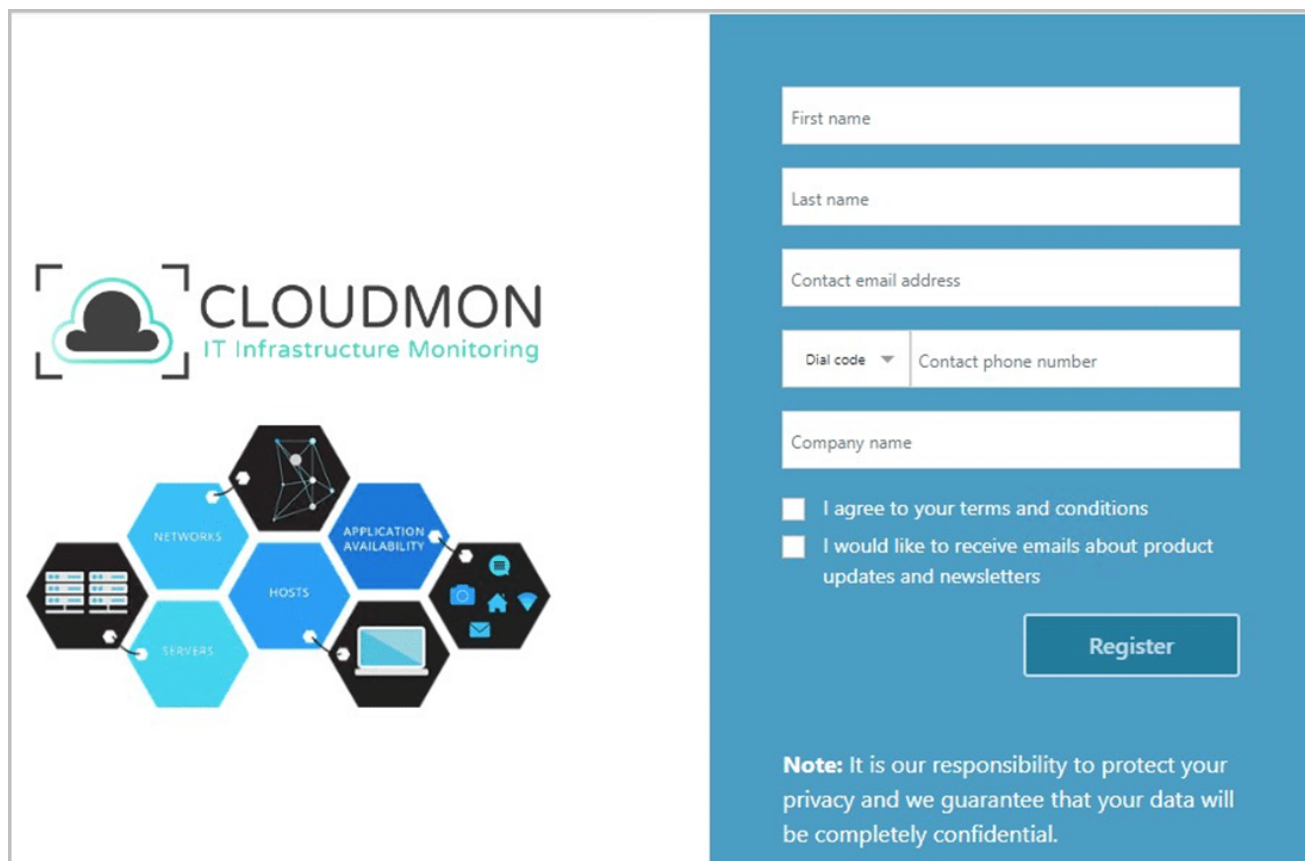 CLOUDMON
IT Infrastructure Monitoring
NETWORKS
APPLICATION
AVAILABILITY
HOSTS
SERVERS
First name
Last name
Contact email address
Dial code Contact phone number
Company name
I agree to your terms and conditions
I would like to receive emails about product
updates and newsletters
Register
Note: It is our responsibility to protect your
privacy and we guarantee that your data will
be completely confidential.